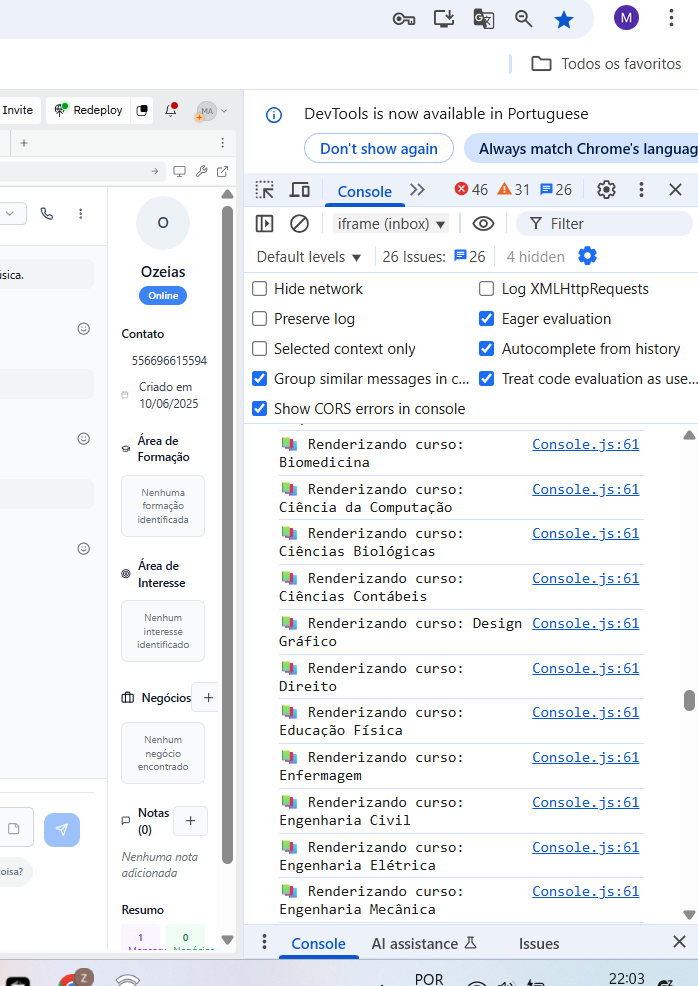 M
Todos os favoritos
Invite
Redeploy
MA
DevTools is now available in Portuguese
Don't show again
Always match Chrome's languag
Console
46
31
26
iframe (inbox)
Filter
Default levels
26 Issues:
26
4 hidden
Hide network
Log XMLHttpRequests
Preserve log
Eager evaluation
Selected context only
Autocomplete from history
Group similar messages in c...
Treat code evaluation as use...
Show CORS errors in console
O
Ozeias
Online
Contato
556696615594
Criado em
10/06/2025
Área de
Formação
Nenhuma
formação
identificada
Área de
Interesse
Nenhum
interesse
identificado
Negócios
+
Nenhum
negócio
encontrado
Notas
(0)
+
Nenhuma nota
adicionada
Resumo
1
0
oisa?
Renderizando curso:
Console.js:61
Biomedicina
Renderizando curso:
Console.js:61
Ciência da Computação
Renderizando curso:
Console.js:61
Ciências Biológicas
Renderizando curso:
Console.js:61
Ciências Contábeis
Renderizando curso: Design
Console.js:61
Gráfico
Renderizando curso:
Console.js:61
Direito
Renderizando curso:
Console.js:61
Educação Física
Renderizando curso:
Console.js:61
Enfermagem
Renderizando curso:
Console.js:61
Engenharia Civil
Renderizando curso:
Console.js:61
Engenharia Elétrica
Renderizando curso:
Console.js:61
Engenharia Mecânica
Console
AI assistance
Issues
Z
POR
22:03